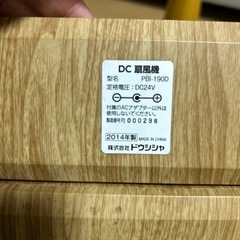 DC 扇風機
型名 PBI-190D
定格電圧：DC24V
付属のACアダプター以外は
使用しないでください。
製造番号 000298
2014年製 MADE IN CHINA
株式会社ドウシシャ